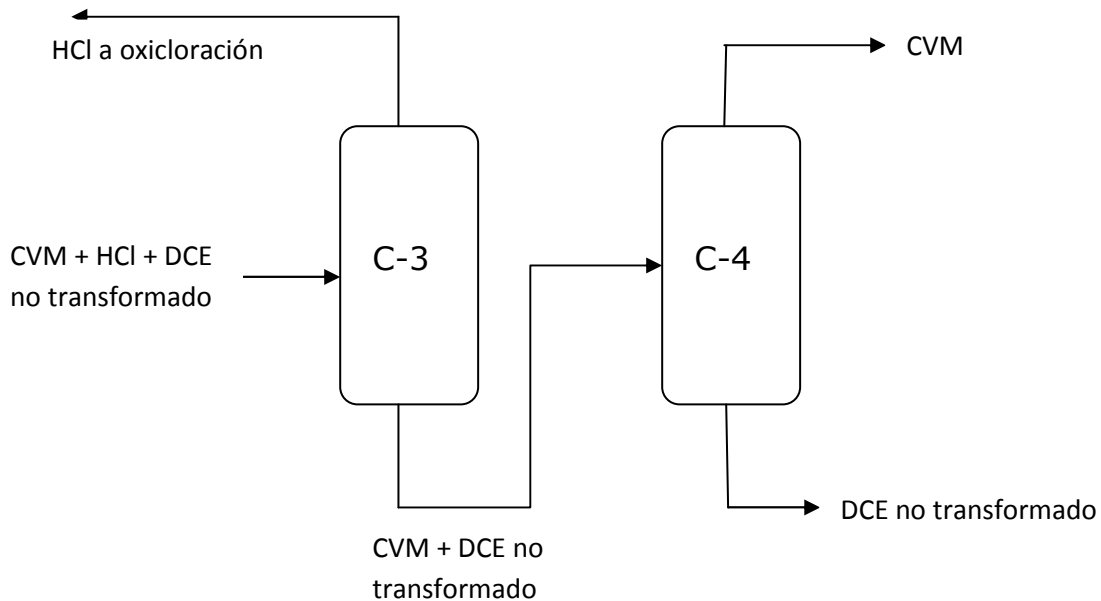 HCl a oxicloración
CVM
CVM + HCl + DCE
no transformado
C-3
C-4
DCE no transformado
CVM + DCE no
transformado